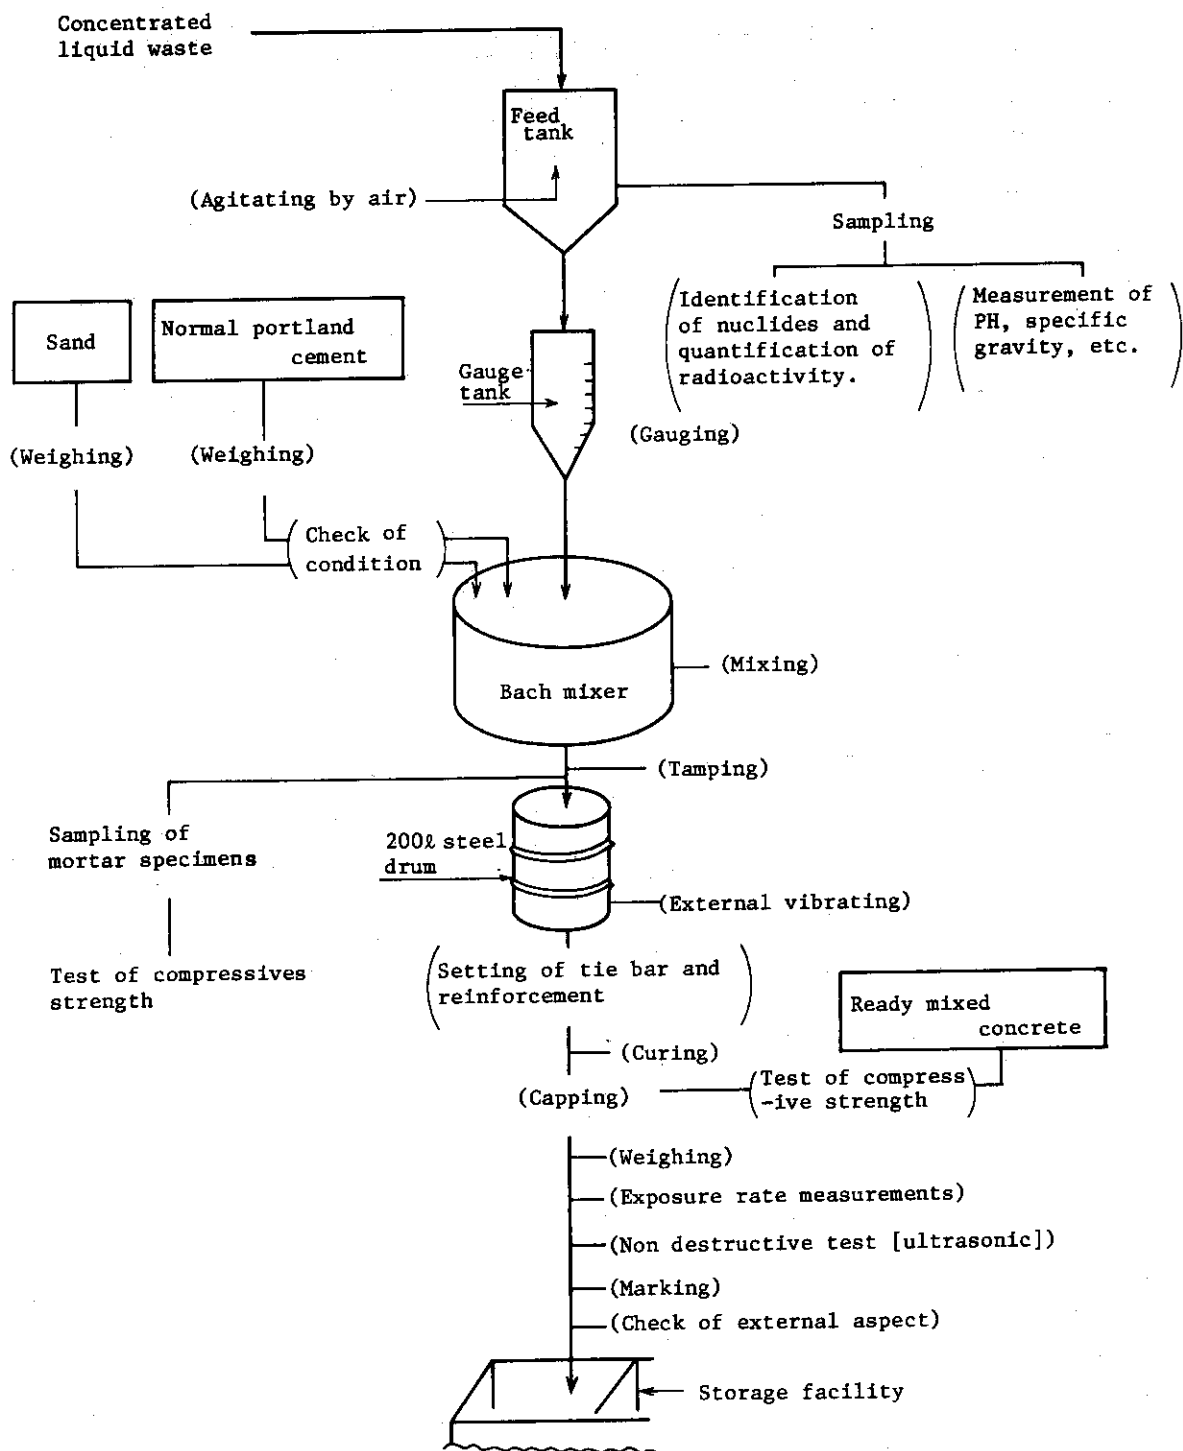 Concentrated
liquid waste
Feed
tank
(Agitating by air)
Sampling
(Identification
of nuclides and
quantification of
radioactivity.)
(Measurement of
PH, specific
gravity, etc.)
Sand
Normal portland
cement
Gauge
tank
(Gauging)
(Weighing)
(Weighing)
(Check of
condition)
(Mixing)
Bach mixer
(Tamping)
Sampling of
mortar specimens
200ℓ steel
drum
(External vibrating)
Test of compressives
strength
(Setting of tie bar and
reinforcement)
Ready mixed
concrete
(Curing)
(Capping)
(Test of compress
-ive strength)
(Weighing)
(Exposure rate measurements)
(Non destructive test [ultrasonic])
(Marking)
(Check of external aspect)
Storage facility